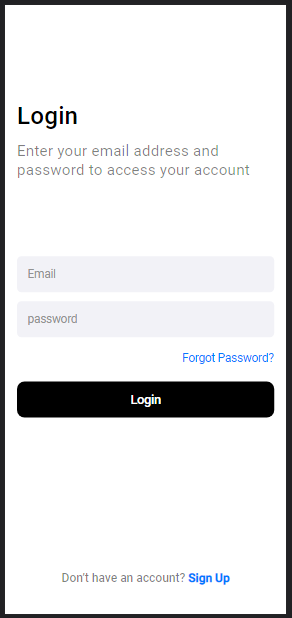 Login
Enter your email address and
password to access your account
Email
password
Forgot Password?
Login
Don't have an account? Sign Up